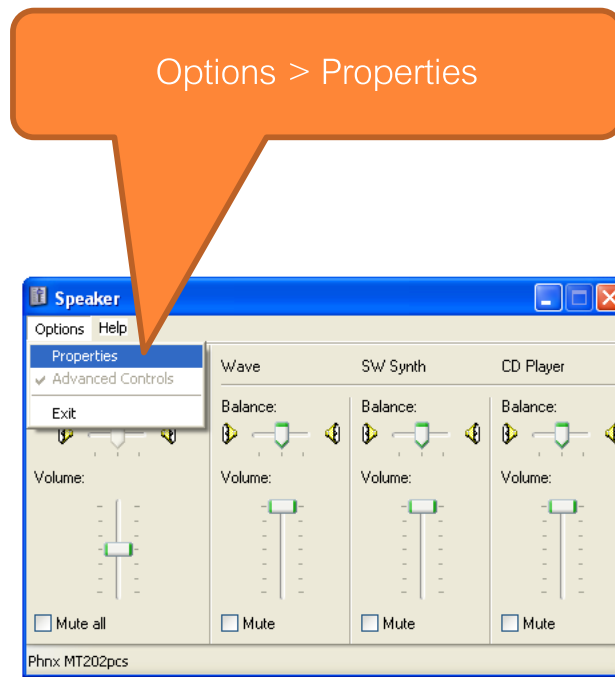 Options > Properties
Speaker
Options Help
Properties
Advanced Controls
Exit
Wave
SW Synth
CD Player
Balance:
Balance:
Balance:
Volume:
Volume:
Volume:
Volume:
Mute all
Mute
Mute
Mute
Phnx MT202pcs